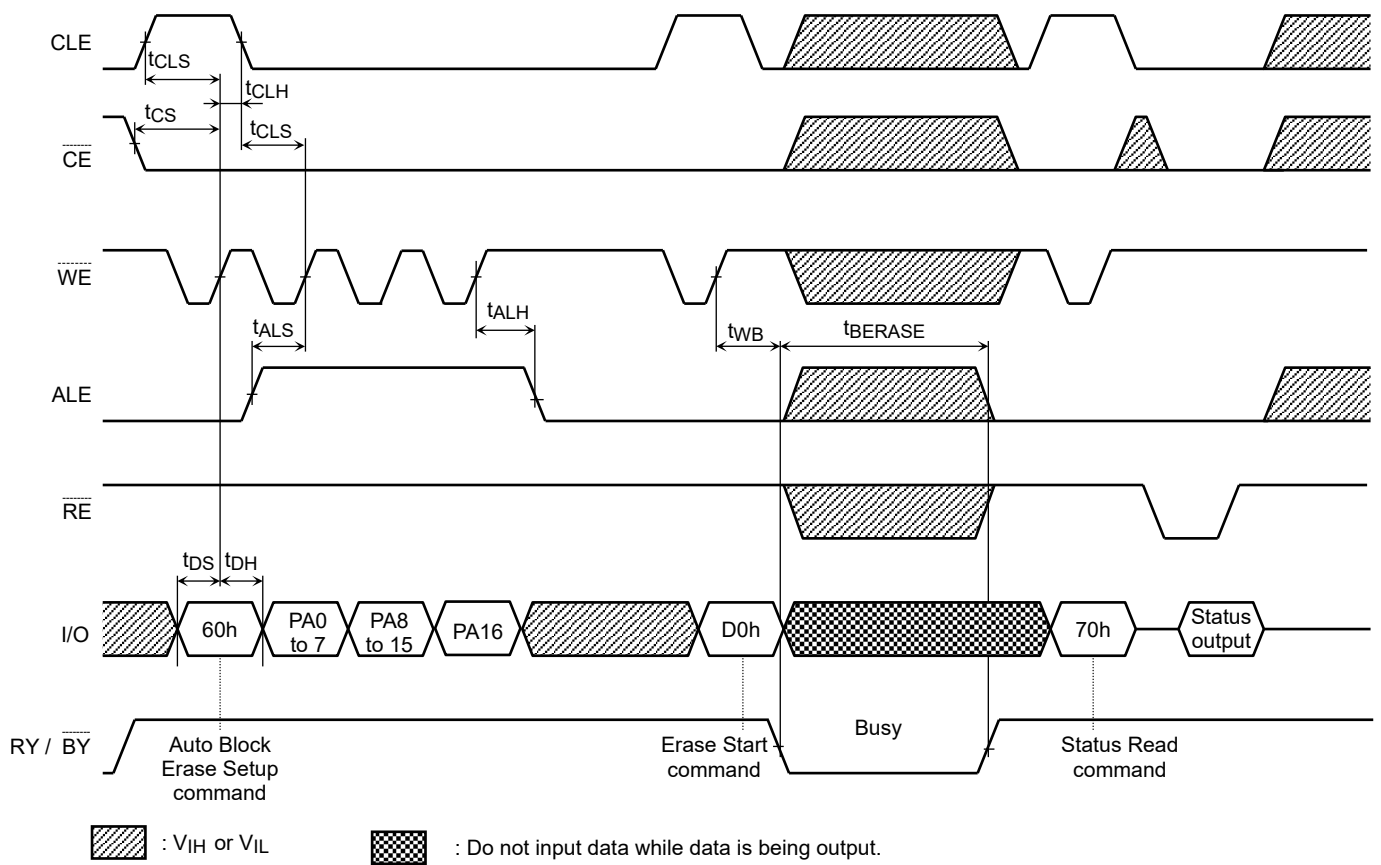 CLE
tCLS
tCLH
tCS
tCLS
CE
WE
tALS
tALH
tWB
tBERASE
ALE
RE
tDS
tDH
I/O
60h
PA0
to 7
PA8
to 15
PA16
D0h
70h
Status
output
RY / BY
Busy
Auto Block
Erase Setup
command
Erase Start
command
Status Read
command
: VIH or VIL
: Do not input data while data is being output.